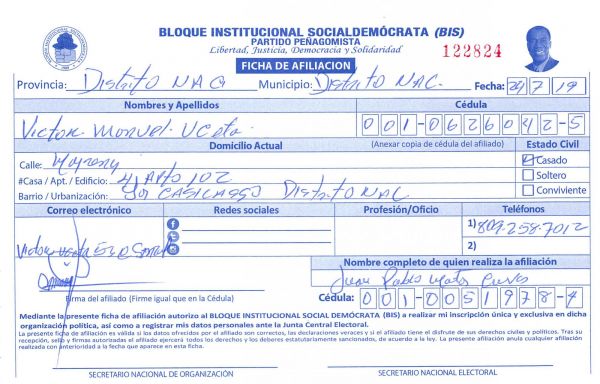 BLOQUE INSTITUCIONAL SOCIALDEMÓCRATA (BIS)
PARTIDO PEÑAGOMISTA
Libertad, Justicia, Democracia y Solidaridad
122824
FICHA DE AFILIACION
Provincia: Distrito NAC Municipio: Distrito NAC. Fecha: 29/7/19
Nombres y Apellidos Cédula
Victor Manuel Uceta 001-0626042-5
Domicilio Actual (Anexar copia de cédula del afiliado) Estado Civil
Calle: Casado
#Casa / Apt. / Edificio: 4 Apto 102 Soltero
Barrio / Urbanización: Distrito NAC Conviviente
Correo electrónico Redes sociales Profesión/Oficio Teléfonos
1) 809-258-7012
2)
Victor
Nombre completo de quien realiza la afiliación
Juan Pablo
Firma del afiliado (Firme igual que en la Cédula) Cédula: 001-0051978-4
Mediante la presente ficha de afiliación autorizo al BLOQUE INSTITUCIONAL SOCIAL DEMÓCRATA (BIS) a realizar mi inscripción única y exclusiva en dicha
organización política, así como a registrar mis datos personales ante la Junta Central Electoral.
La presente ficha de afiliación es válida si los datos ofrecidos por el afiliado son correctos, las declaraciones veraces y si el afiliado tiene el disfrute de sus derechos civiles y políticos. Tras su
recepción, sello y firmas autorizadas el afiliado ejercerá todos los derechos y los deberes estatutariamente sancionados, de acuerdo a la ley. La presente afiliación anula cualquier afiliación
realizada con anterioridad a la fecha que aparece en esta ficha.
SECRETARIO NACIONAL DE ORGANIZACIÓN SECRETARIO NACIONAL ELECTORAL